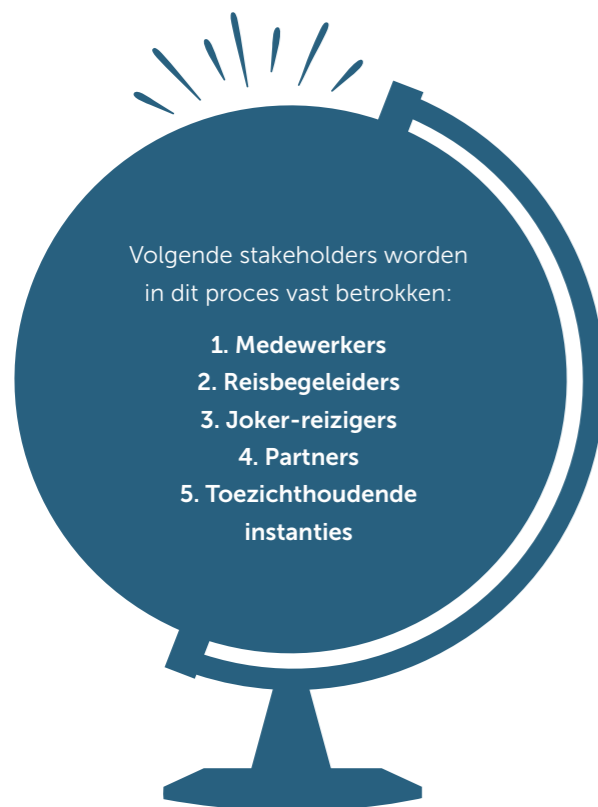 Volgende stakeholders worden
in dit proces vast betrokken:
1. Medewerkers
2. Reisbegeleiders
3. Joker-reizigers
4. Partners
5. Toezichthoudende
instanties